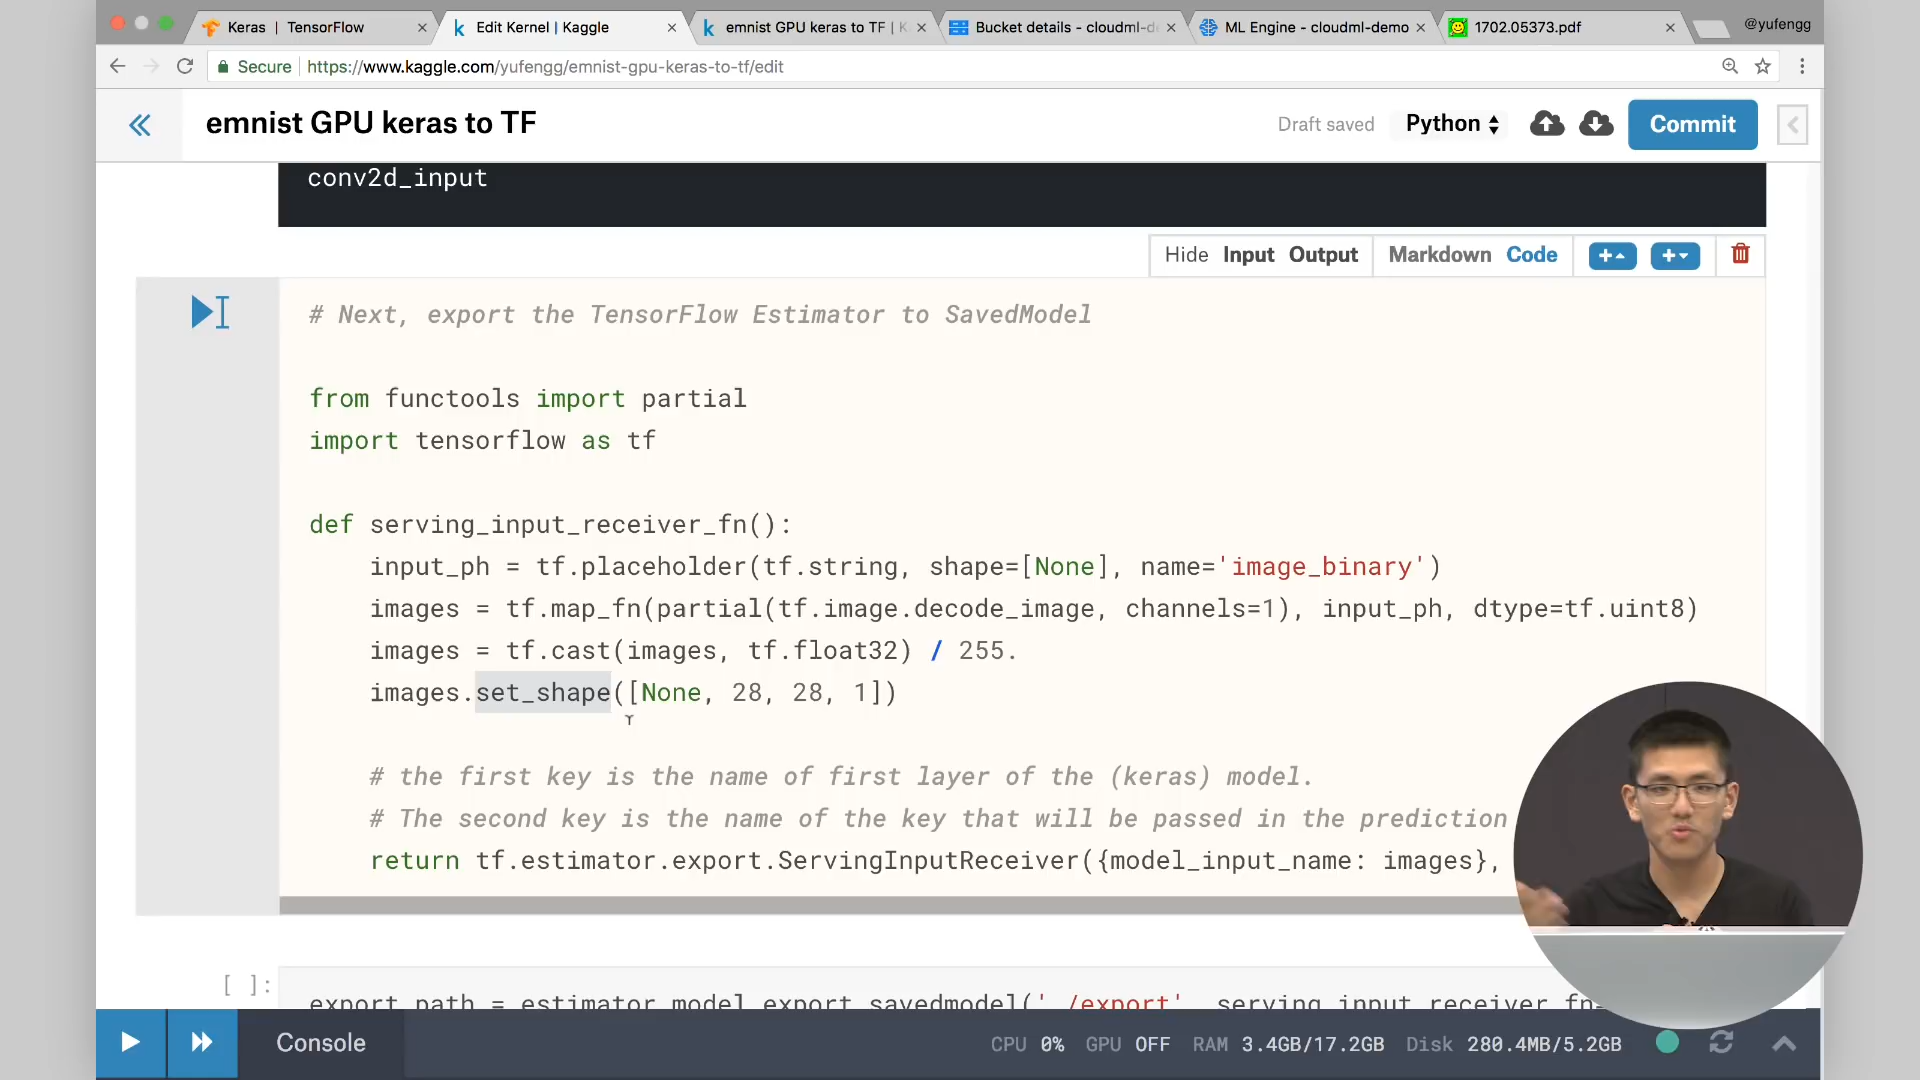 Keras | TensorFlow
Edit Kernel | Kaggle
emnist GPU keras to TF | K
Bucket details - cloudml-de
ML Engine - cloudml-demo
1702.05373.pdf
@yufengg
Secure https://www.kaggle.com/yufengg/emnist-gpu-keras-to-tf/edit
emnist GPU keras to TF
Draft saved Python Commit
conv2d_input
Hide Input Output Markdown Code
# Next, export the TensorFlow Estimator to SavedModel
from functools import partial
import tensorflow as tf
def serving_input_receiver_fn():
input_ph = tf.placeholder(tf.string, shape=[None], name='image_binary')
images = tf.map_fn(partial(tf.image.decode_image, channels=1), input_ph, dtype=tf.uint8)
images = tf.cast(images, tf.float32) / 255.
images.set_shape([None, 28, 28, 1])
# the first key is the name of first layer of the (keras) model.
# The second key is the name of the key that will be passed in the prediction
return tf.estimator.export.ServingInputReceiver({model_input_name: images},
[ ]:
export_path = estimator_model.export_savedmodel('./export', serving_input_receiver_fn=
Console CPU 0% GPU OFF RAM 3.4GB/17.2GB Disk 280.4MB/5.2GB